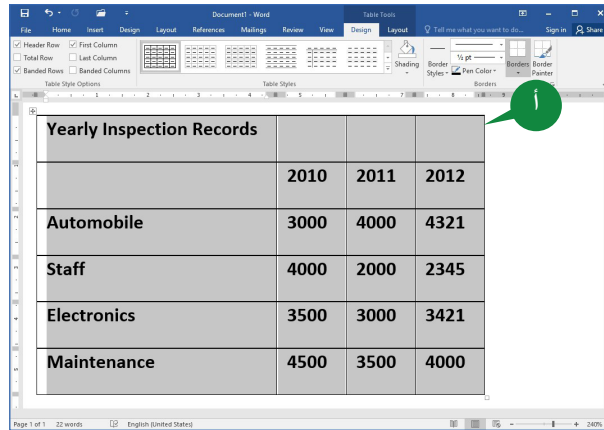 Document1 - Word
Table Tools
File Home Insert Design Layout References Mailings Review View Design Layout Tell me what you want to do... Sign in Share
Header Row First Column
Total Row Last Column
Banded Rows Banded Columns
Shading
Border Styles
½ pt
Pen Color
Borders
Border Painter
Table Style Options
Table Styles
Borders
أ
Yearly Inspection Records
2010 2011 2012
Automobile 3000 4000 4321
Staff 4000 2000 2345
Electronics 3500 3000 3421
Maintenance 4500 3500 4000
Page 1 of 1 22 words English (United States) 240%